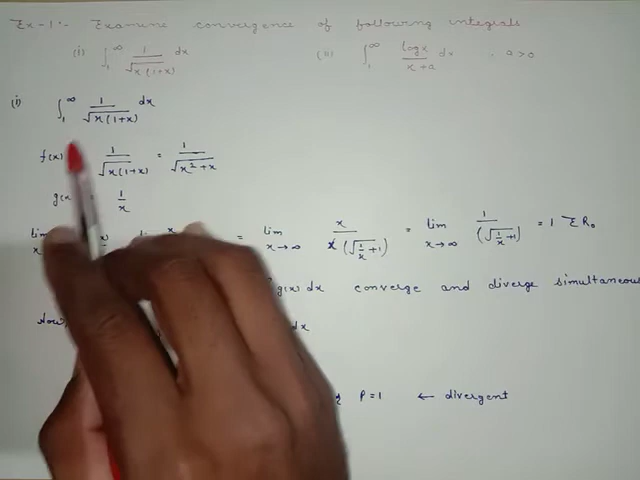 Ex-1:- Examine convergence of following integrals
(i) ∫₁^∞ 1/√x(1+x) dx (ii) ∫₁^∞ logx/x+a dx , a>0
(i) ∫₁^∞ 1/√x(1+x) dx
f(x) 1/√x(1+x) = 1/√x²+x
g(x 1/x
lim x→ = lim x→∞ x/x(√1/x+1) = lim x→∞ 1/(√1/x+1) = 1 ∈ R₀
g(x) dx converge and diverge simultaneous
Now, dx
P=1 ← divergent